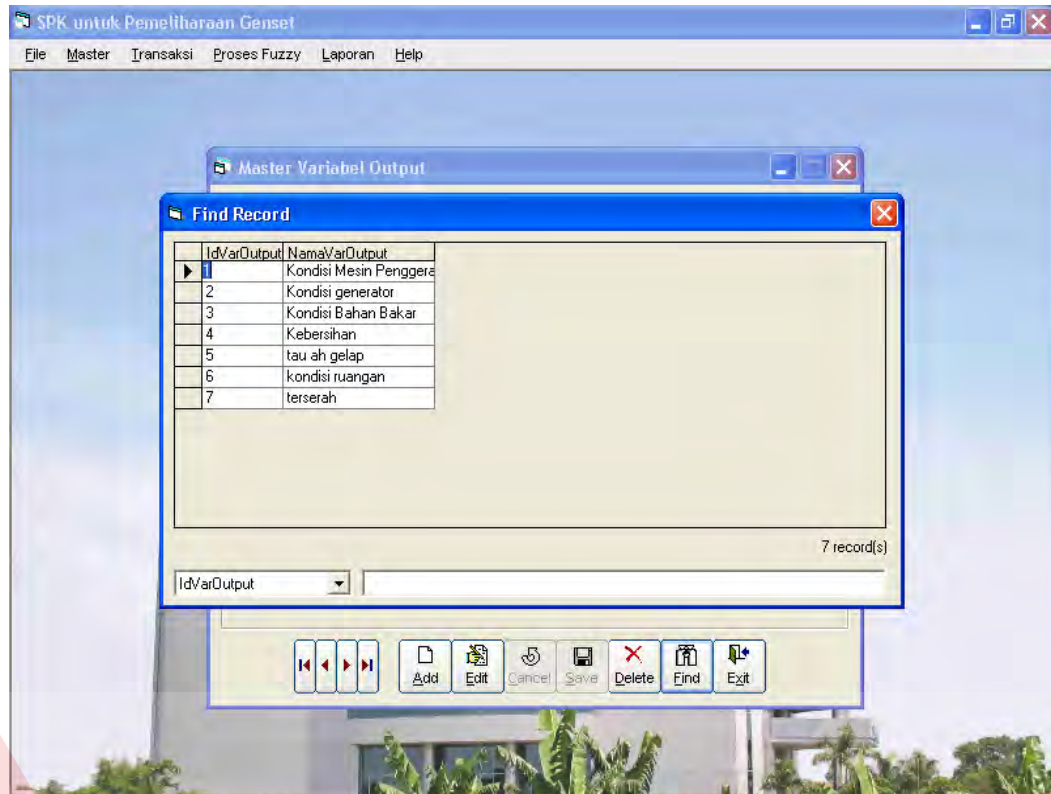 SPK untuk Pemeliharaan Genset
File Master Transaksi Proses Fuzzy Laporan Help
Master Variabel Output
Find Record
IdVarOutput NamaVarOutput
1 Kondisi Mesin Penggera
2 Kondisi generator
3 Kondisi Bahan Bakar
4 Kebersihan
5 tau ah gelap
6 kondisi ruangan
7 terserah
7 record(s)
IdVarOutput
Add Edit Cancel Save Delete Find Exit